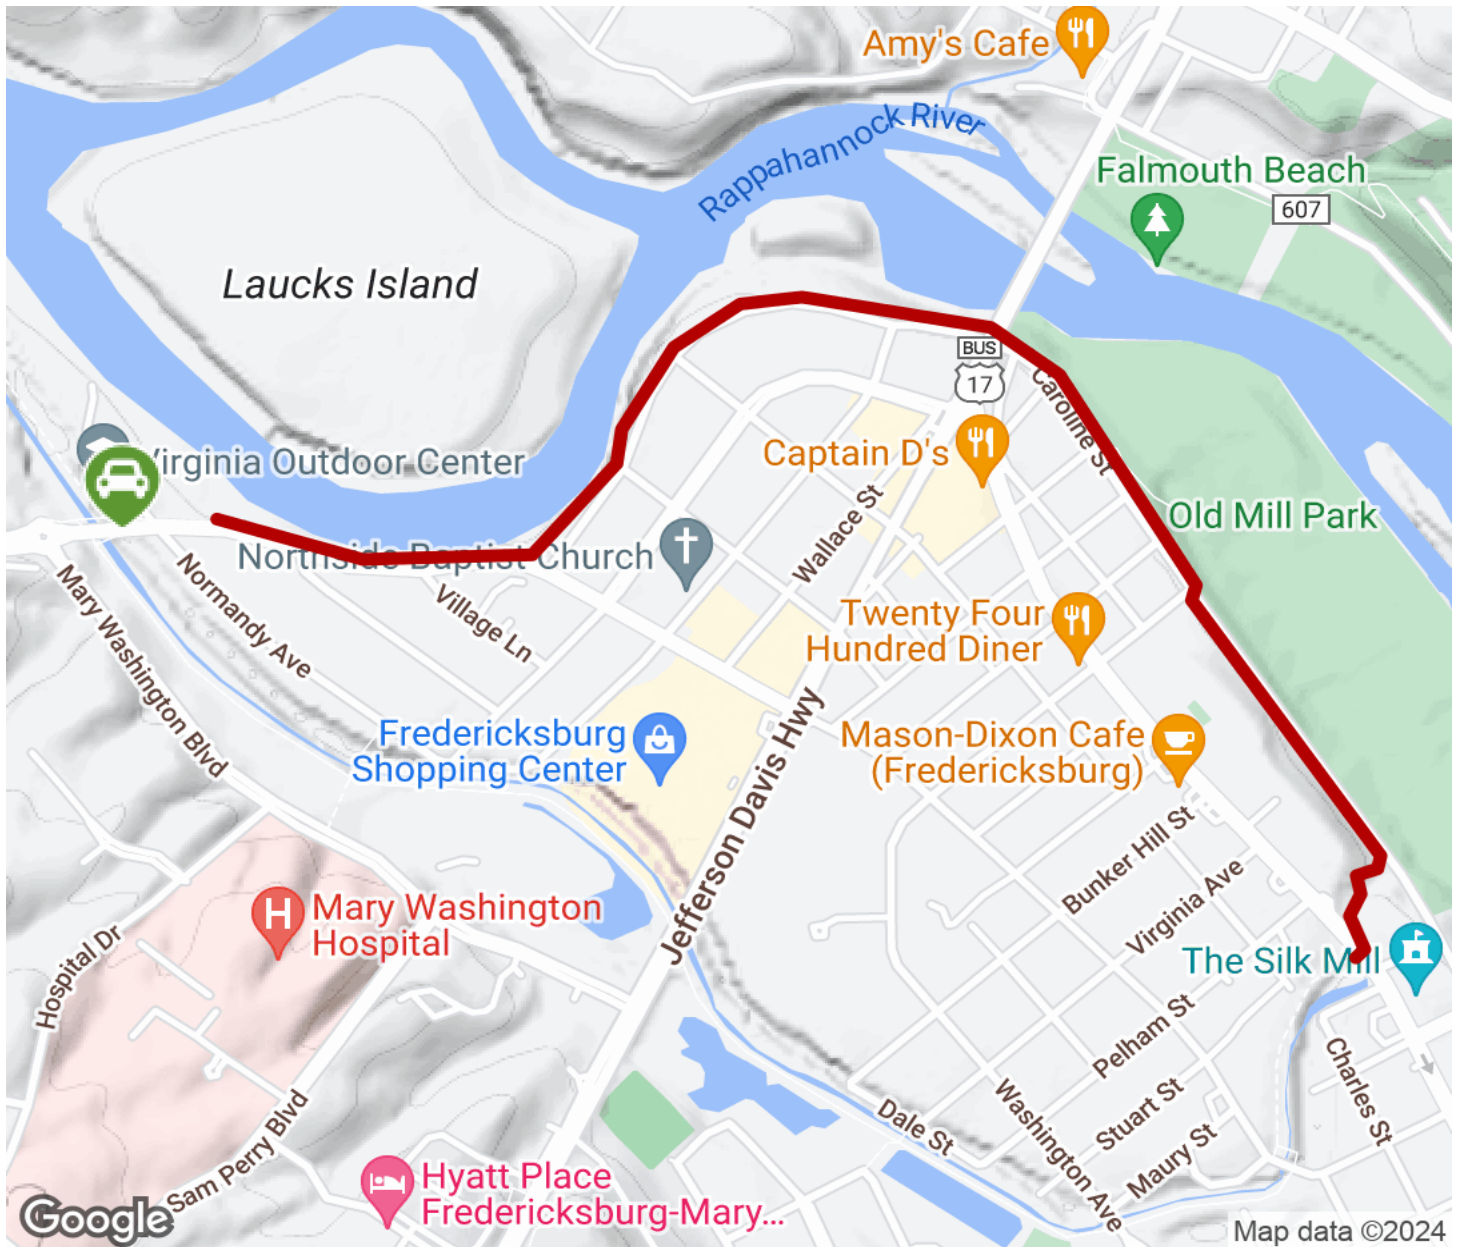 Amy's Cafe
Rappahannock River
Falmouth Beach
607
Laucks Island
BUS
17
Caroline St
Captain D's
Virginia Outdoor Center
Wallace St
Old Mill Park
Northside Baptist Church
Normandy Ave
Village Ln
Mary Washington Blvd
Twenty Four
Hundred Diner
Fredericksburg
Shopping Center
Jefferson Davis Hwy
Mason-Dixon Cafe
(Fredericksburg)
Bunker Hill St
Virginia Ave
H
Mary Washington
Hospital
Hospital Dr
The Silk Mill
Pelham St
Charles St
Stuart St
Maury St
Washington Ave
Dale St
Sam Perry Blvd
Hyatt Place
Fredericksburg-Mary...
Google
Map data ©2024